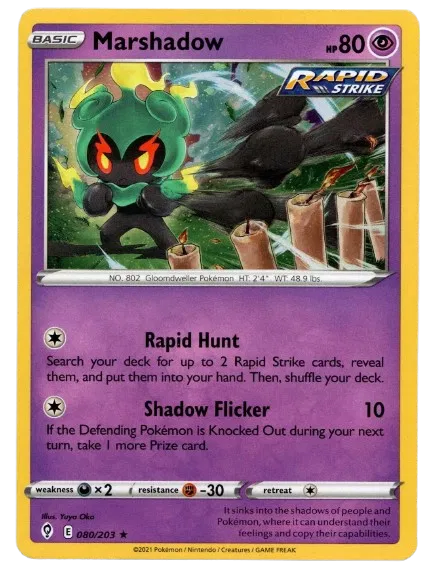 BASIC Marshadow HP 80
RAPID
STRIKE
NO. 802 Gloomdweller Pokémon HT: 2'4" WT: 48.9 lbs.
Rapid Hunt
Search your deck for up to 2 Rapid Strike cards, reveal
them, and put them into your hand. Then, shuffle your deck.
Shadow Flicker 10
If the Defending Pokémon is Knocked Out during your next
turn, take 1 more Prize card.
weakness ×2 resistance -30 retreat
Illus. Yuya Oka
E 080/203 ★
It sinks into the shadows of people and
Pokémon, where it can understand their
feelings and copy their capabilities.
©2021 Pokémon / Nintendo / Creatures / GAME FREAK